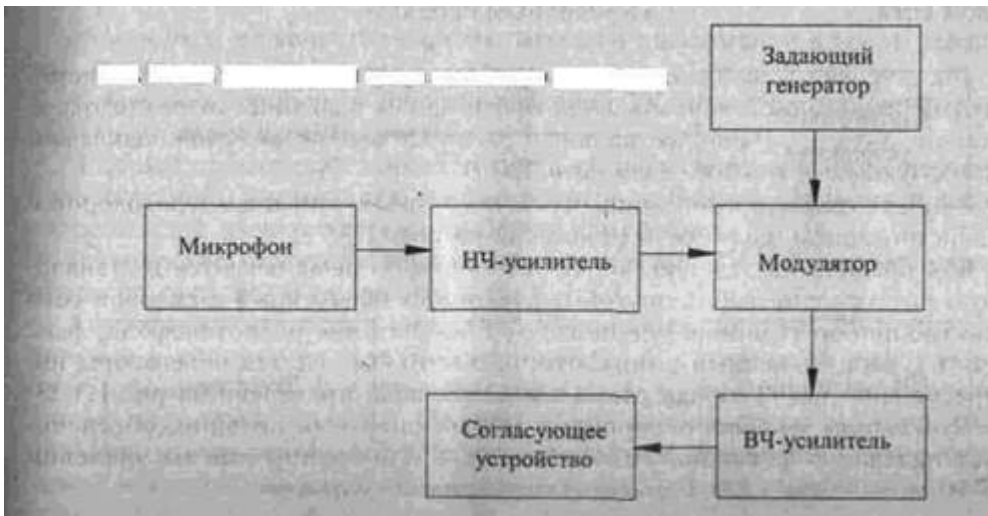 Задающий
генератор
Микрофон
НЧ-усилитель
Модулятор
Согласующее
устройство
ВЧ-усилитель